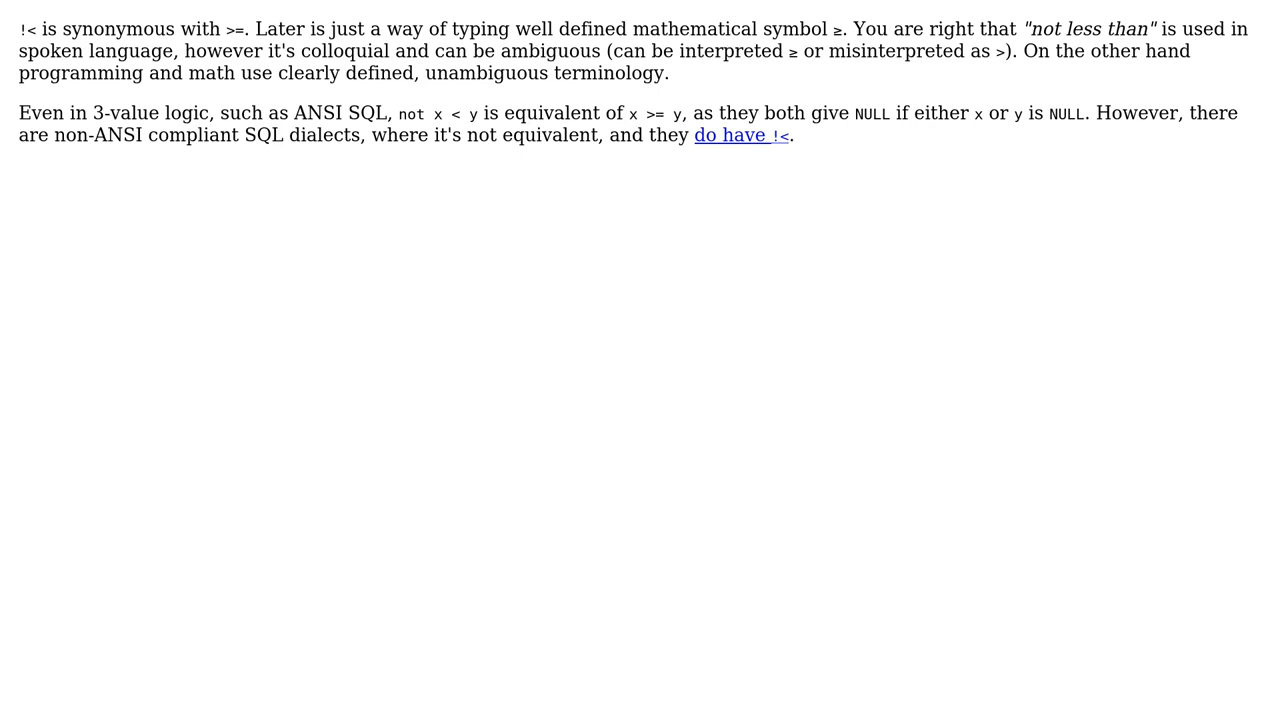 !< is synonymous with >=. Later is just a way of typing well defined mathematical symbol ≥. You are right that "not less than" is used in
spoken language, however it's colloquial and can be ambiguous (can be interpreted ≥ or misinterpreted as >). On the other hand
programming and math use clearly defined, unambiguous terminology.
Even in 3-value logic, such as ANSI SQL, not x < y is equivalent of x >= y, as they both give NULL if either x or y is NULL. However, there
are non-ANSI compliant SQL dialects, where it's not equivalent, and they do have !<.